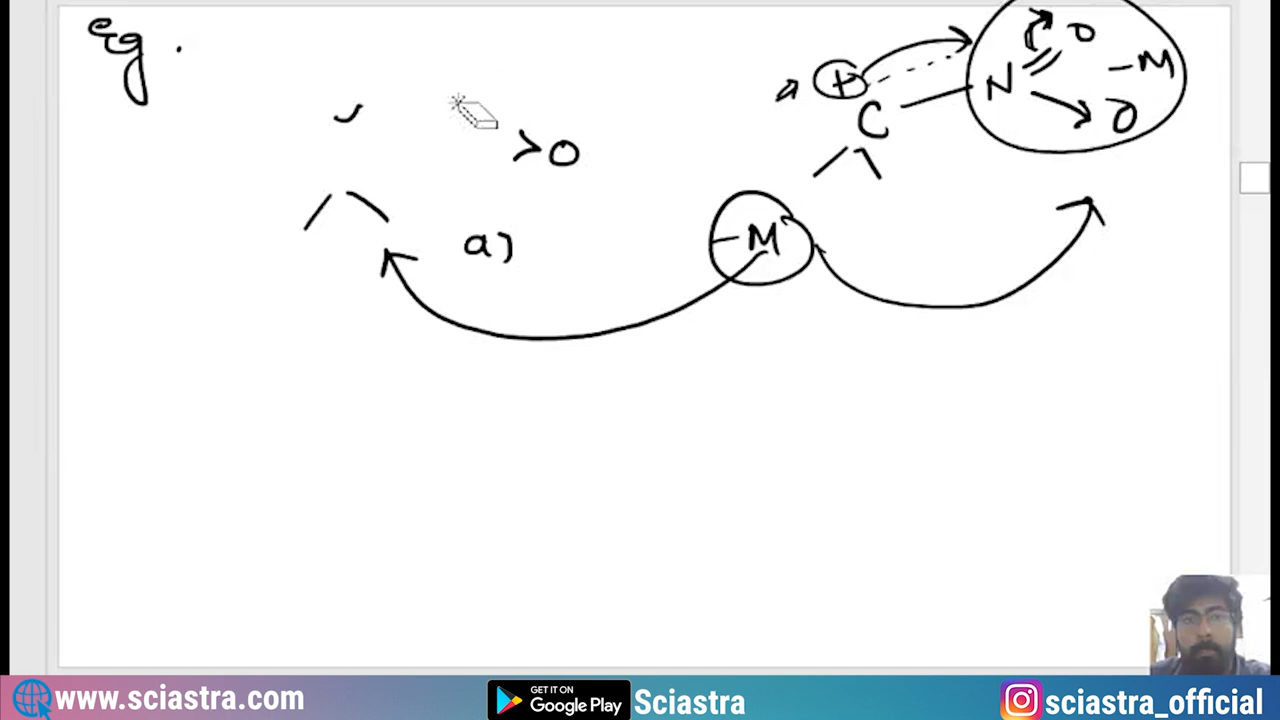 Eg.
+ N O -M
C O
>O
a) -M
GET IT ON
www.sciastra.com Google Play Sciastra sciastra_official